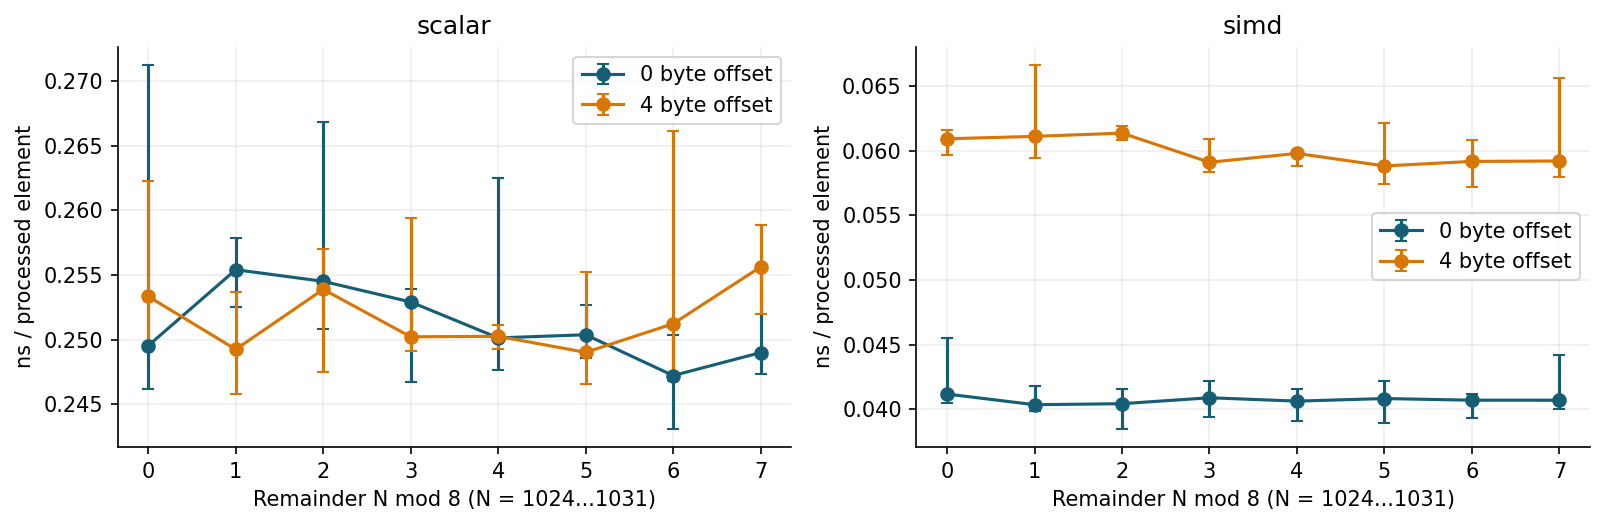 scalar
0.270
0.265
0.260
0.255
0.250
0.245
ns / processed element
0 byte offset
4 byte offset
0 1 2 3 4 5 6 7
Remainder N mod 8 (N = 1024...1031)
simd
0.065
0.060
0.055
0.050
0.045
0.040
ns / processed element
0 byte offset
4 byte offset
0 1 2 3 4 5 6 7
Remainder N mod 8 (N = 1024...1031)